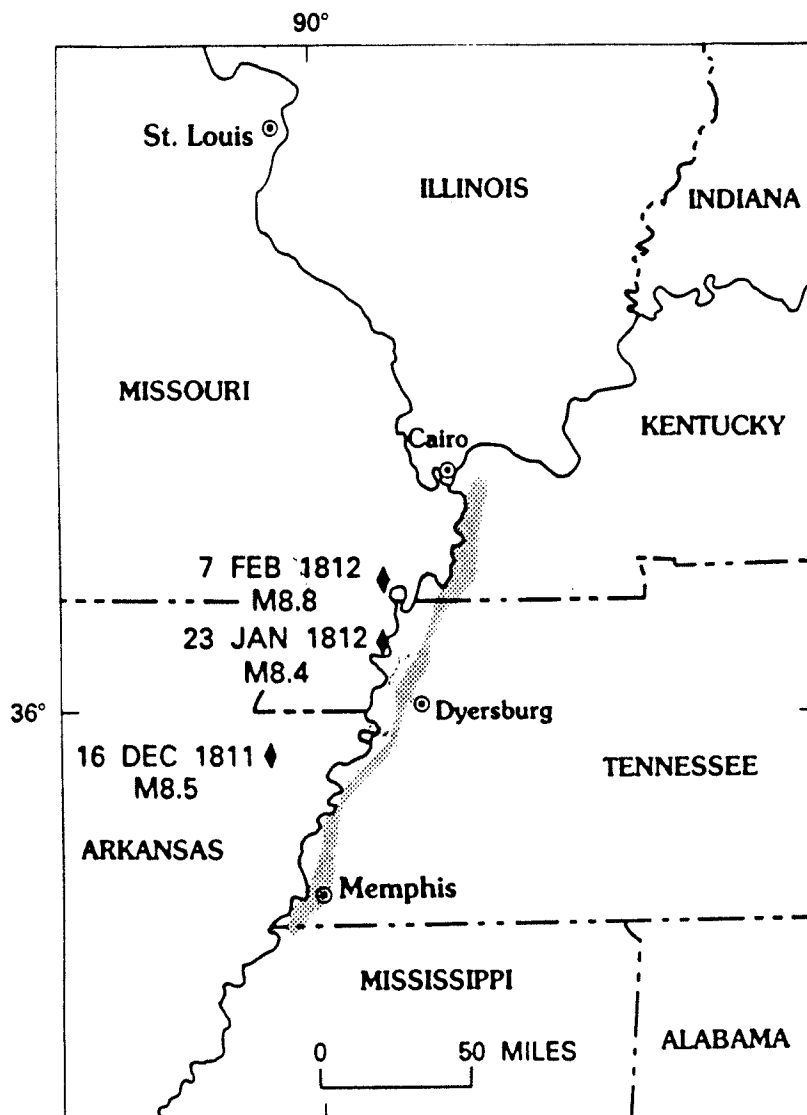 90°
St. Louis
ILLINOIS
INDIANA
MISSOURI
KENTUCKY
Cairo
7 FEB 1812
M8.8
23 JAN 1812
M8.4
36°
Dyersburg
16 DEC 1811
M8.5
TENNESSEE
ARKANSAS
Memphis
MISSISSIPPI
ALABAMA
0 50 MILES